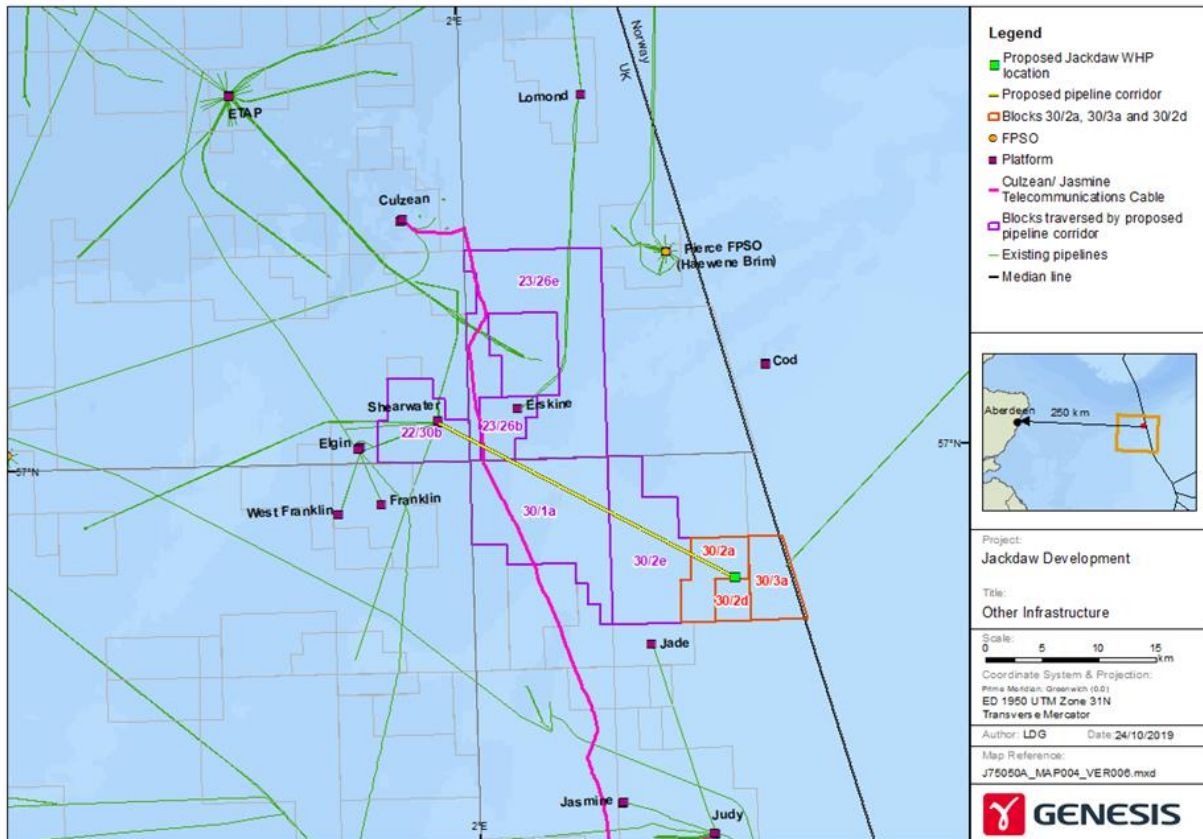 2°E
Norway
UK
ETAP
Lomond
Culzean
Pierce FPSO
(Haewene Brim)
23/26e
Cod
Shearwater
Erskine
22/30b
23/26b
Elgin
57°N
57°N
Franklin
West Franklin
30/1a
30/2e
30/2a
30/3a
30/2d
Jade
Jasmine
Judy
2°E
Legend
Proposed Jackdaw WHP
location
Proposed pipeline corridor
Blocks 30/2a, 30/3a and 30/2d
FPSO
Platform
Culzean/ Jasmine
Telecommunications Cable
Blocks traversed by proposed
pipeline corridor
Existing pipelines
Median line
Aberdeen
250 km
Project:
Jackdaw Development
Title:
Other Infrastructure
Scale:
0 5 10 15
km
Coordinate System & Projection:
Prime Meridian: Greenwich (0.0)
ED 1950 UTM Zone 31N
Transverse Mercator
Author: LDG Date: 24/10/2019
Map Reference:
J75050A_MAP004_VER006.mxd
GENESIS